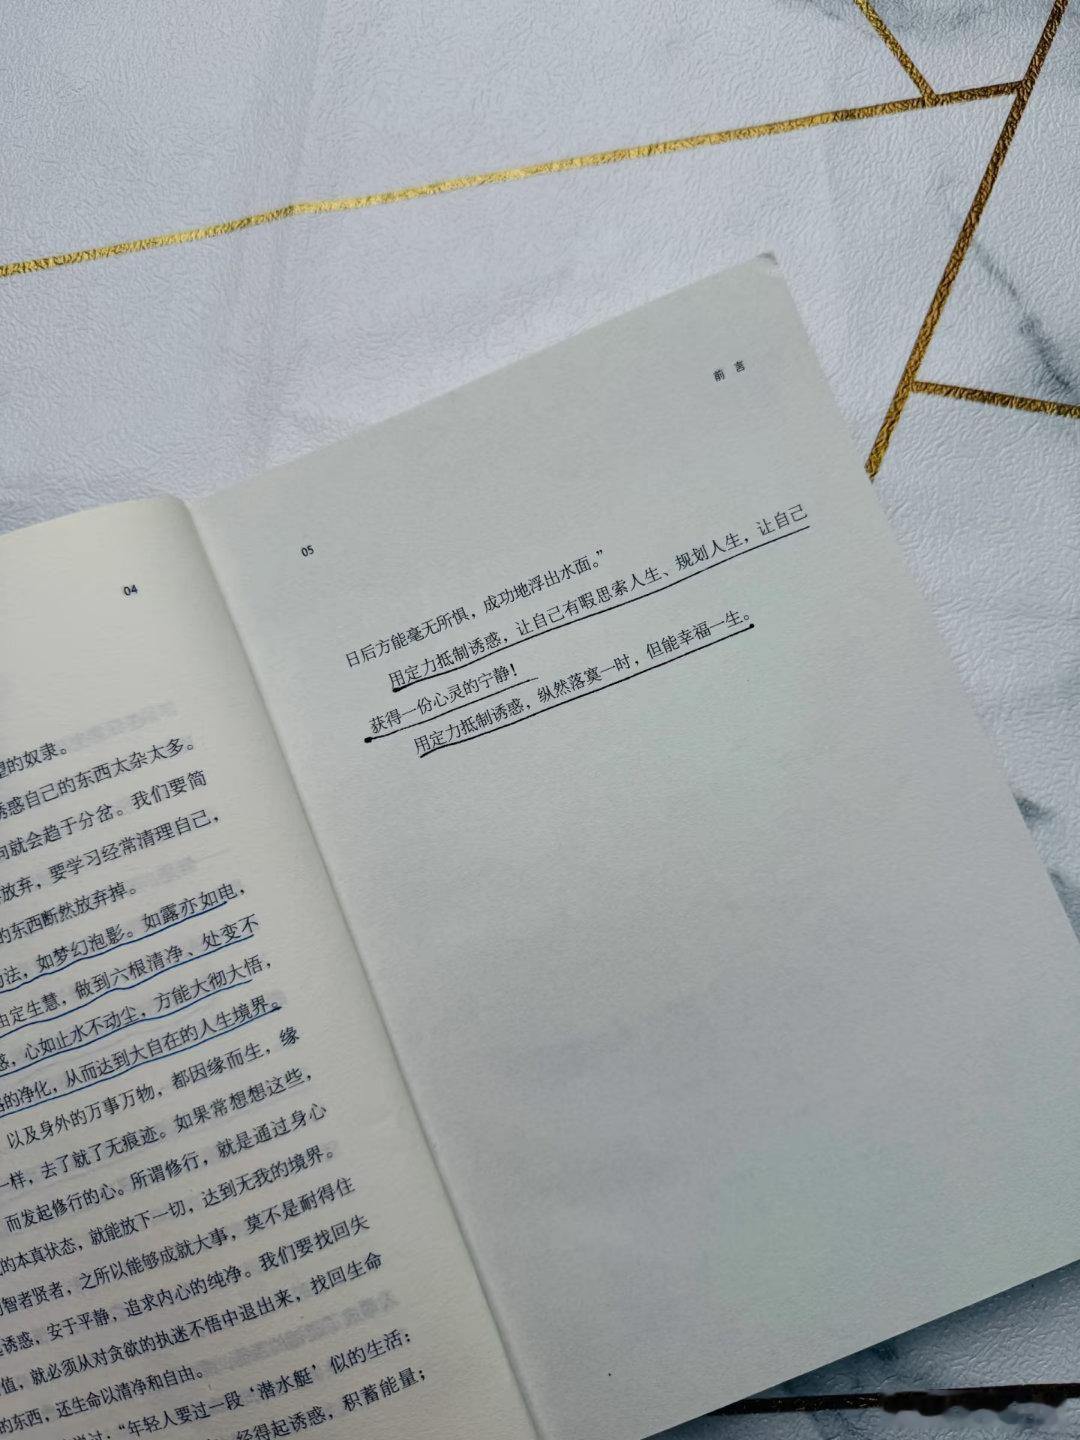 04
望的奴隶。
诱惑自己的东西太杂太多。
向就会趋于分岔。我们要简
放弃，要学习经常清理自己，
的东西断然放弃掉。
法，如梦幻泡影。如露亦如电，
由定生慧，做到六根清净、处变不
惑，心如止水不动尘，方能大彻大悟，
的净化，从而达到大自在的人生境界。
以及身外的万事万物，都因缘而生，缘
一样，去了就了无痕迹。如果常想想这些，
而发起修行的心。所谓修行，就是通过身心
的本真状态，就能放下一切，达到无我的境界。
智者贤者，之所以能够成就大事，莫不是耐得住
诱惑，安于平静，追求内心的纯净。我们要找回失
值，就必须从对贪欲的执迷不悟中退出来，找回生命
的东西，还生命以清净和自由。
说过：“年轻人要过一段‘潜水艇’似的生活：
经得起诱惑，积蓄能量；
前 言
05
日后方能毫无所惧，成功地浮出水面。”
用定力抵制诱惑，让自己有暇思索人生、规划人生，让自己
获得一份心灵的宁静！
用定力抵制诱惑，纵然落寞一时，但能幸福一生。